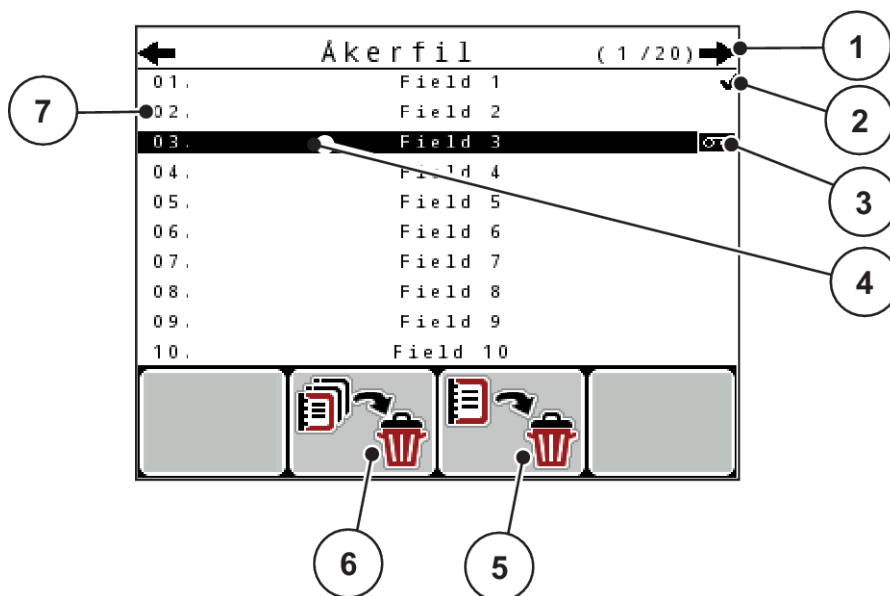 Åkerfil (1/20)
01. Field 1
02. Field 2
03. Field 3
04. Field 4
05. Field 5
06. Field 6
07. Field 7
08. Field 8
09. Field 9
10. Field 10
1
2
3
4
5
6
7